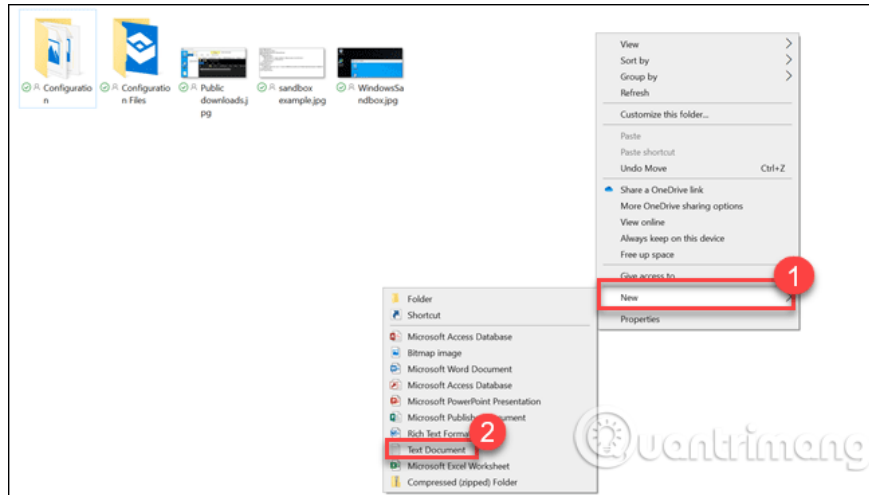 Configuratio
n
Configuratio
n Files
Public
downloads.j
pg
sandbox
example.jpg
WindowsSa
ndbox.jpg
View
Sort by
Group by
Refresh
Customize this folder...
Paste
Paste shortcut
Undo Move Ctrl+Z
Share a OneDrive link
More OneDrive sharing options
View online
Always keep on this device
Free up space
Give access to
1
New
Properties
Folder
Shortcut
Microsoft Access Database
Bitmap image
Microsoft Word Document
Microsoft Access Database
Microsoft PowerPoint Presentation
Microsoft Publisher Document
Rich Text Format
2
Text Document
Microsoft Excel Worksheet
Compressed (zipped) Folder
Quantrimang